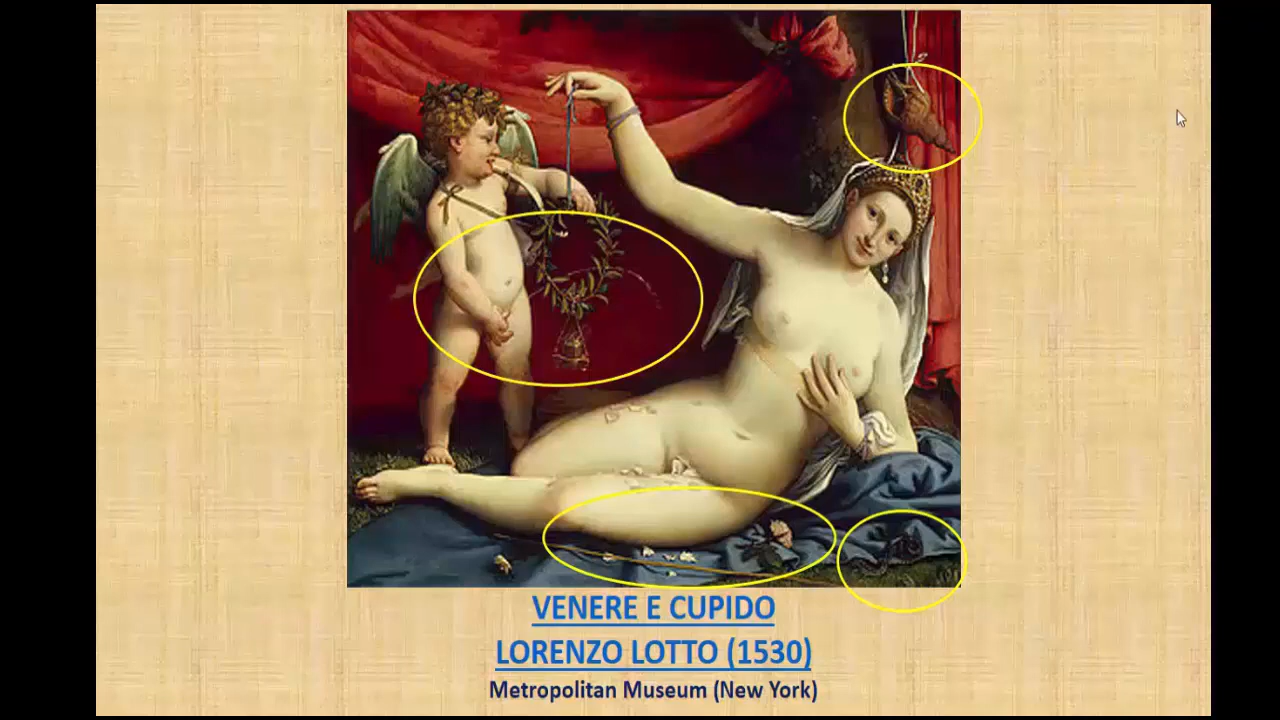 VENERE E CUPIDO
LORENZO LOTTO (1530)
Metropolitan Museum (New York)